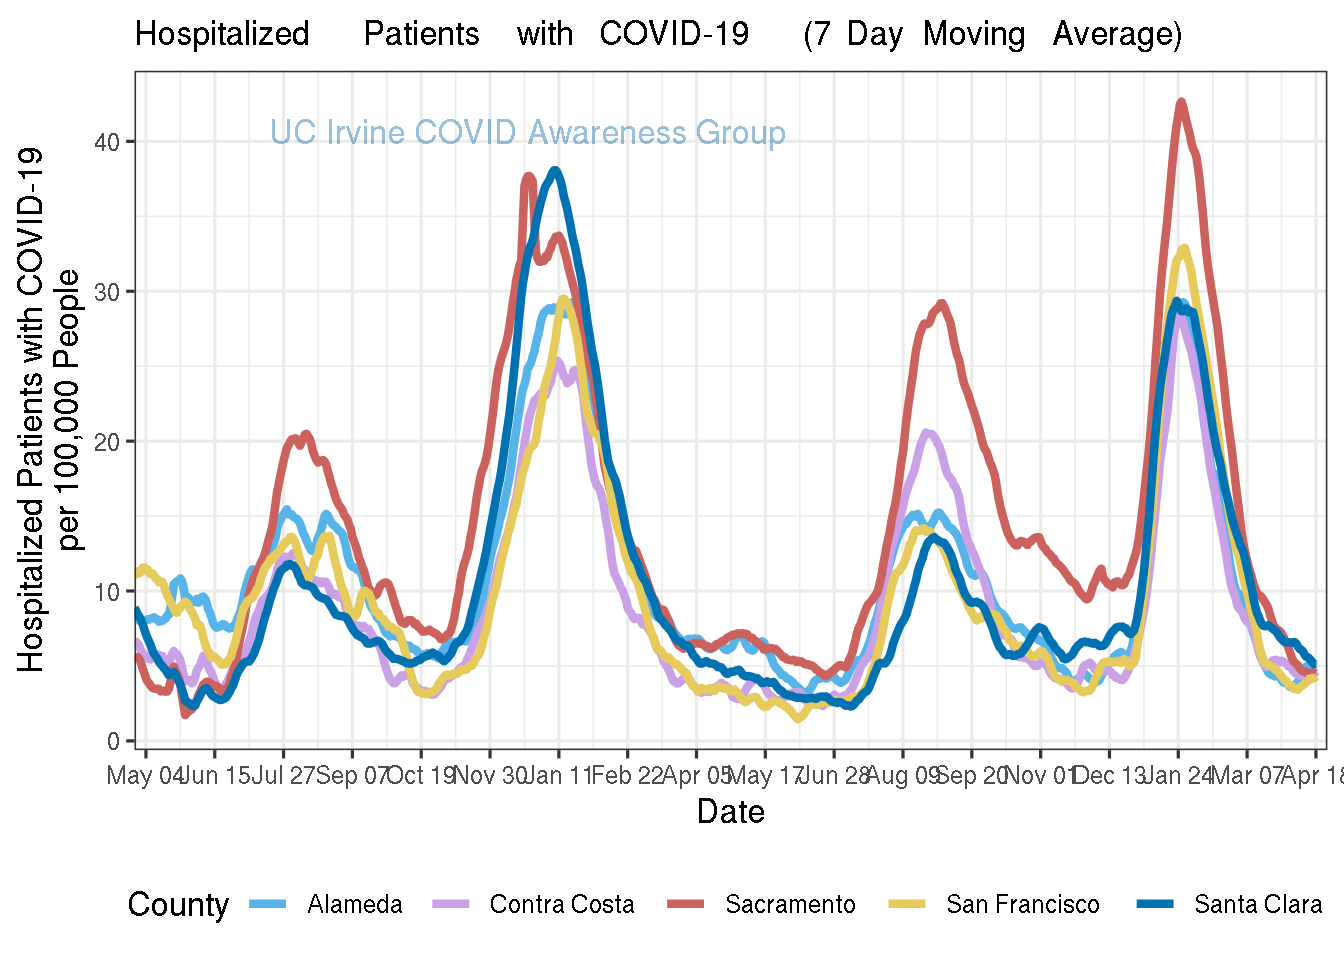 Hospitalized Patients with COVID-19 (7 Day Moving Average)
UC Irvine COVID Awareness Group
Hospitalized Patients with COVID-19
per 100,000 People
40
30
20
10
0
May 04 Jun 15 Jul 27 Sep 07 Oct 19 Nov 30 Jan 11 Feb 22 Apr 05 May 17 Jun 28 Aug 09 Sep 20 Nov 01 Dec 13 Jan 24 Mar 07 Apr 18
Date
County Alameda Contra Costa Sacramento San Francisco Santa Clara